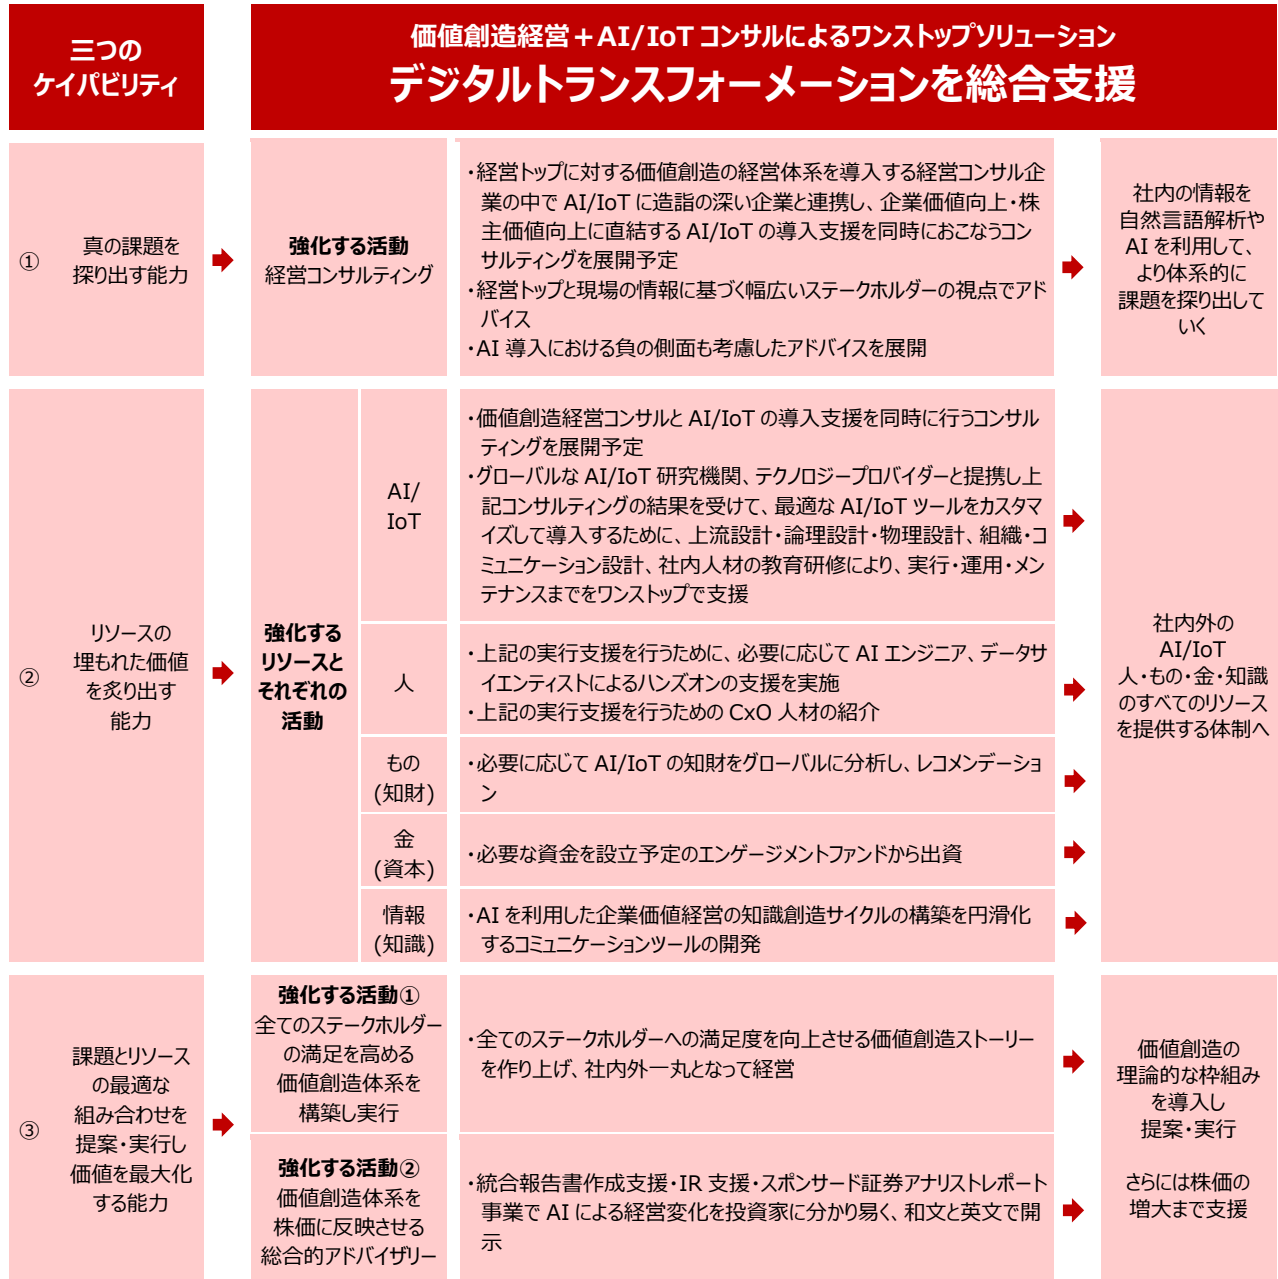 三つの
ケイパビリティ
価値創造経営＋AI/IoTコンサルによるワンストップソリューション
デジタルトランスフォーメーションを総合支援
①
真の課題を
探り出す能力
強化する活動
経営コンサルティング
・経営トップに対する価値創造の経営体系を導入する経営コンサル企
業の中で AI/IoT に造詣の深い企業と連携し、企業価値向上・株
主価値向上に直結する AI/IoT の導入支援を同時におこなうコン
サルティングを展開予定
・経営トップと現場の情報に基づく幅広いステークホルダーの視点でアド
バイス
・AI 導入における負の側面も考慮したアドバイスを展開
社内の情報を
自然言語解析や
AI を利用して、
より体系的に
課題を探り出して
いく
②
リソースの
埋もれた価値
を炙り出す
能力
強化する
リソースと
それぞれの
活動
AI/
IoT
・価値創造経営コンサルと AI/IoT の導入支援を同時に行うコンサル
ティングを展開予定
・グローバルな AI/IoT 研究機関、テクノロジープロバイダーと提携し上
記コンサルティングの結果を受けて、最適な AI/IoT ツールをカスタマ
イズして導入するために、上流設計・論理設計・物理設計、組織・コ
ミュニケーション設計、社内人材の教育研修により、実行・運用・メン
テナンスまでをワンストップで支援
人
・上記の実行支援を行うために、必要に応じて AI エンジニア、データサ
イエンティストによるハンズオンの支援を実施
・上記の実行支援を行うための CxO 人材の紹介
もの
(知財)
・必要に応じて AI/IoT の知財をグローバルに分析し、レコメンデーショ
ン
金
(資本)
・必要な資金を設立予定のエンゲージメントファンドから出資
情報
(知識)
・AI を利用した企業価値経営の知識創造サイクルの構築を円滑化
するコミュニケーションツールの開発
社内外の
AI/IoT
人・もの・金・知識
のすべてのリソース
を提供する体制へ
③
課題とリソース
の最適な
組み合わせを
提案・実行し
価値を最大化
する能力
強化する活動①
全てのステークホルダー
の満足を高める
価値創造体系を
構築し実行
・全てのステークホルダーへの満足度を向上させる価値創造ストーリー
を作り上げ、社内外一丸となって経営
強化する活動②
価値創造体系を
株価に反映させる
総合的アドバイザリー
・統合報告書作成支援・IR 支援・スポンサード証券アナリストレポート
事業で AI による経営変化を投資家に分かり易く、和文と英文で開
示
価値創造の
理論的な枠組み
を導入し
提案・実行
さらには株価の
増大まで支援